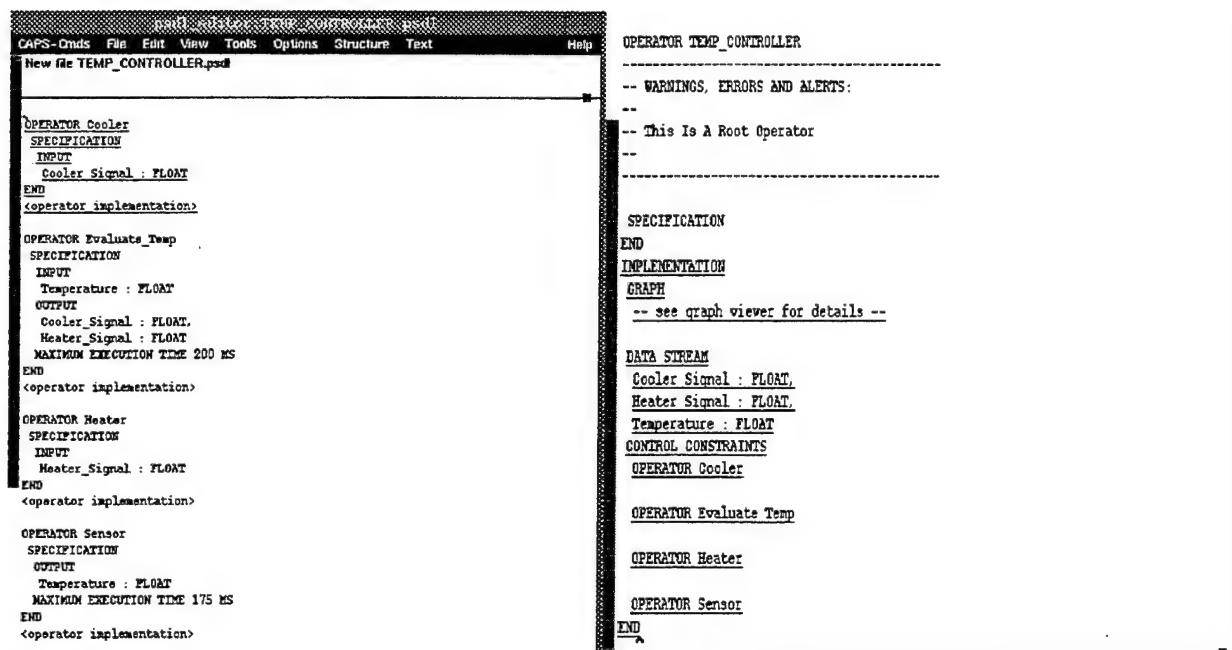 psdl editor TEMP_CONTROLLER.psdl
CAPS-Cmds File Edit View Tools Options Structure Text Help
New file TEMP_CONTROLLER.psdl
OPERATOR Cooler
SPECIFICATION
INPUT
Cooler_Signal : FLOAT
END
<operator implementation>
OPERATOR Evaluate_Temp
SPECIFICATION
INPUT
Temperature : FLOAT
OUTPUT
Cooler_Signal : FLOAT,
Heater_Signal : FLOAT
MAXIMUM EXECUTION TIME 200 MS
END
<operator implementation>
OPERATOR Heater
SPECIFICATION
INPUT
Heater_Signal : FLOAT
END
<operator implementation>
OPERATOR Sensor
SPECIFICATION
OUTPUT
Temperature : FLOAT
MAXIMUM EXECUTION TIME 175 MS
END
<operator implementation>
OPERATOR TEMP_CONTROLLER
--------------------------------------------
-- WARNINGS, ERRORS AND ALERTS:
--
-- This Is A Root Operator
--
--------------------------------------------
SPECIFICATION
END
IMPLEMENTATION
GRAPH
-- see graph viewer for details --
DATA STREAM
Cooler_Signal : FLOAT,
Heater_Signal : FLOAT,
Temperature : FLOAT
CONTROL CONSTRAINTS
OPERATOR Cooler
OPERATOR Evaluate_Temp
OPERATOR Heater
OPERATOR Sensor
END